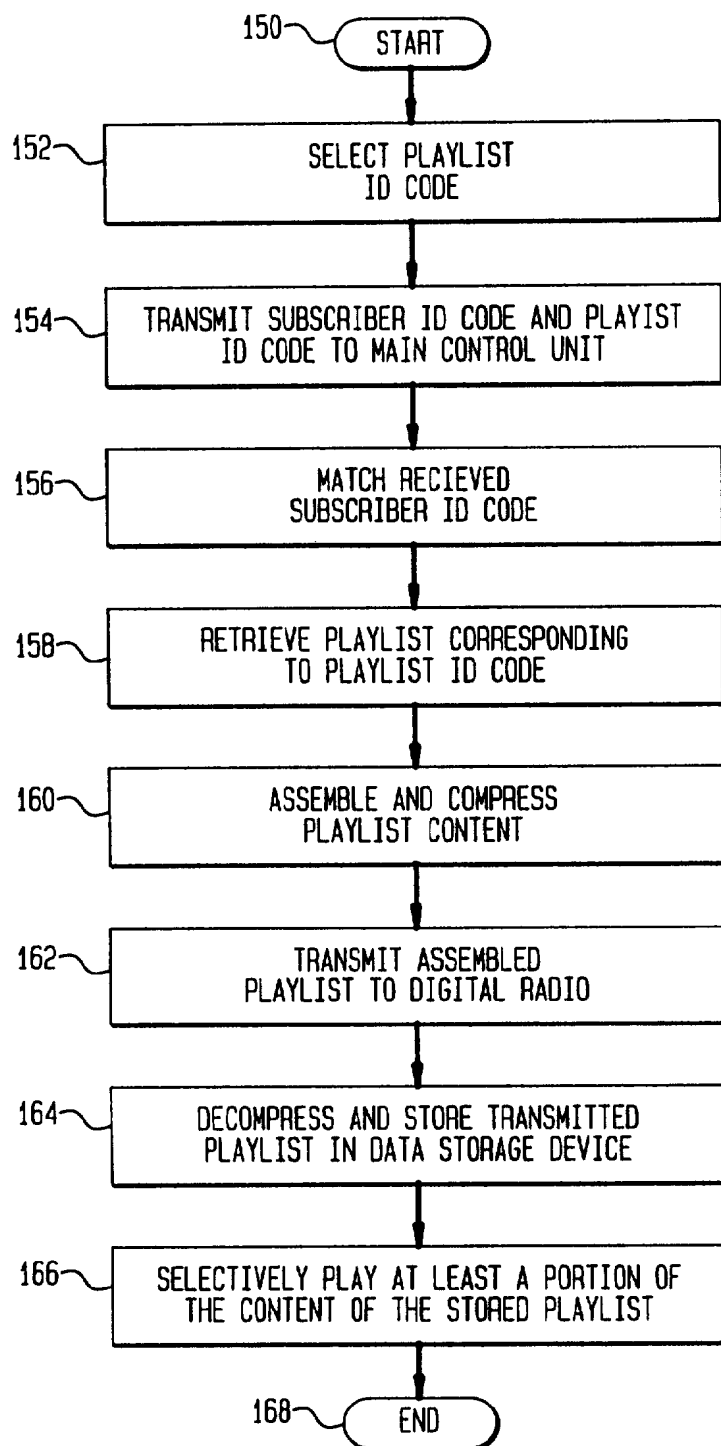 150
START
152
SELECT PLAYLIST
ID CODE
154
TRANSMIT SUBSCRIBER ID CODE AND PLAYIST
ID CODE TO MAIN CONTROL UNIT
156
MATCH RECIEVED
SUBSCRIBER ID CODE
158
RETRIEVE PLAYLIST CORRESPONDING
TO PLAYLIST ID CODE
160
ASSEMBLE AND COMPRESS
PLAYLIST CONTENT
162
TRANSMIT ASSEMBLED
PLAYLIST TO DIGITAL RADIO
164
DECOMPRESS AND STORE TRANSMITTED
PLAYLIST IN DATA STORAGE DEVICE
166
SELECTIVELY PLAY AT LEAST A PORTION OF
THE CONTENT OF THE STORED PLAYLIST
168
END